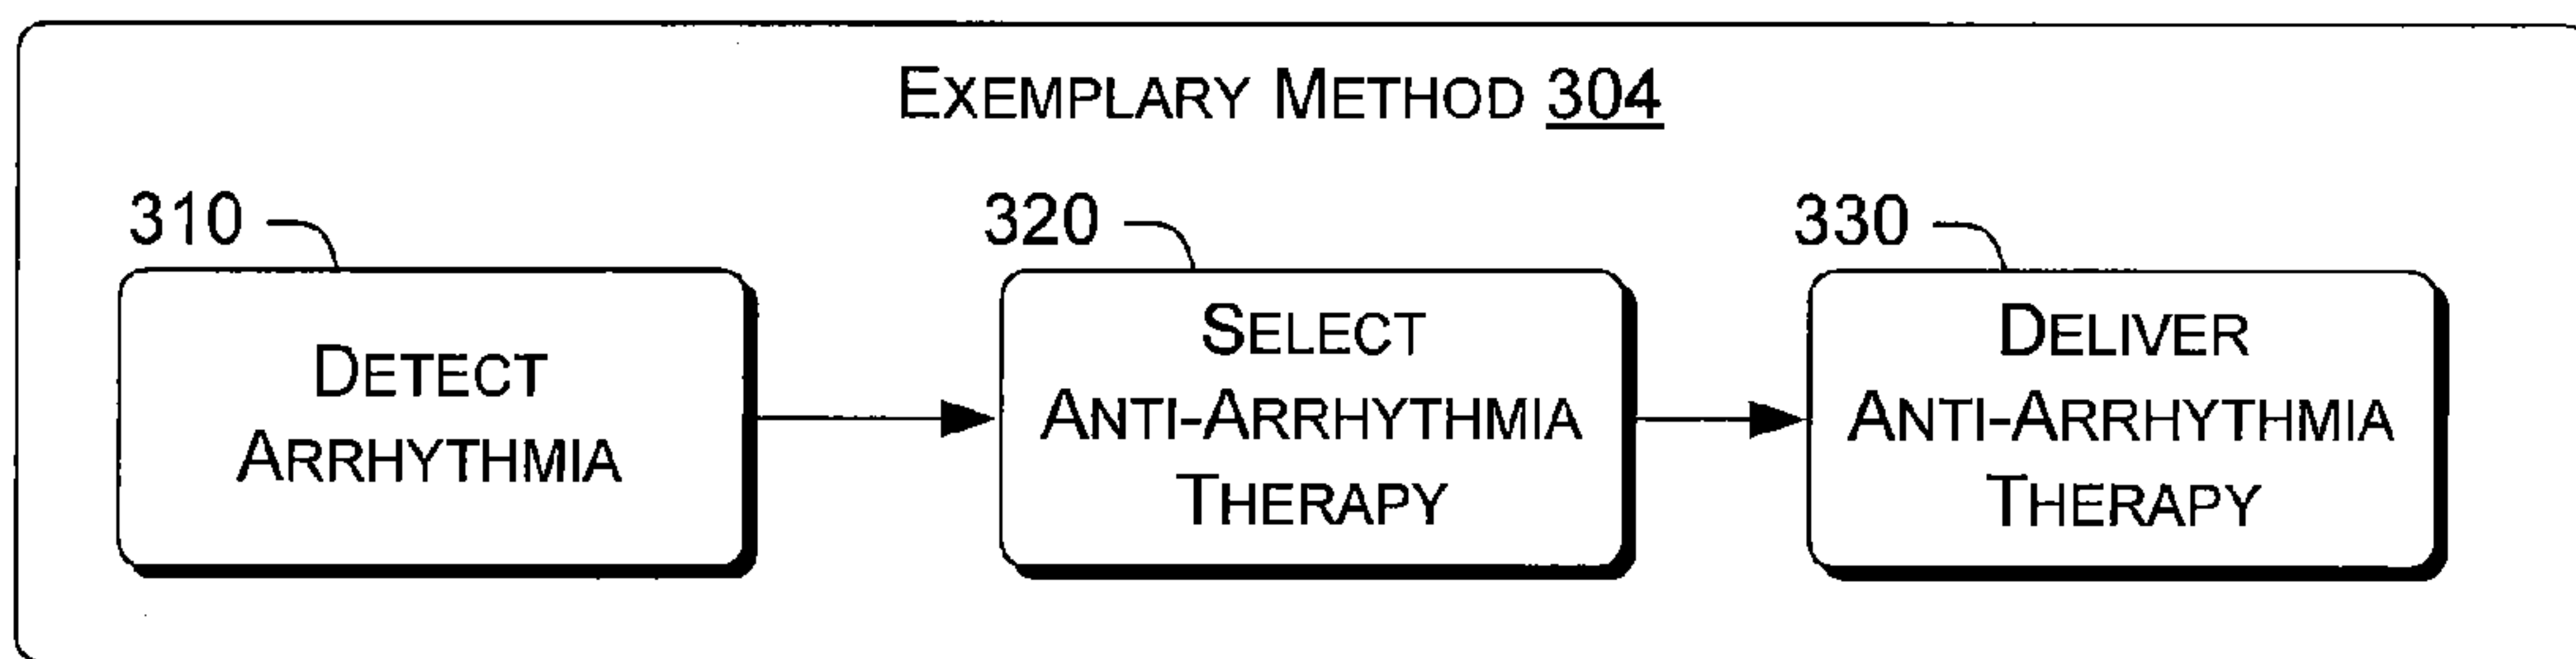 EXEMPLARY METHOD 304
310
320
330
DETECT
ARRHYTHMIA
SELECT
ANTI-ARRHYTHMIA
THERAPY
DELIVER
ANTI-ARRHYTHMIA
THERAPY